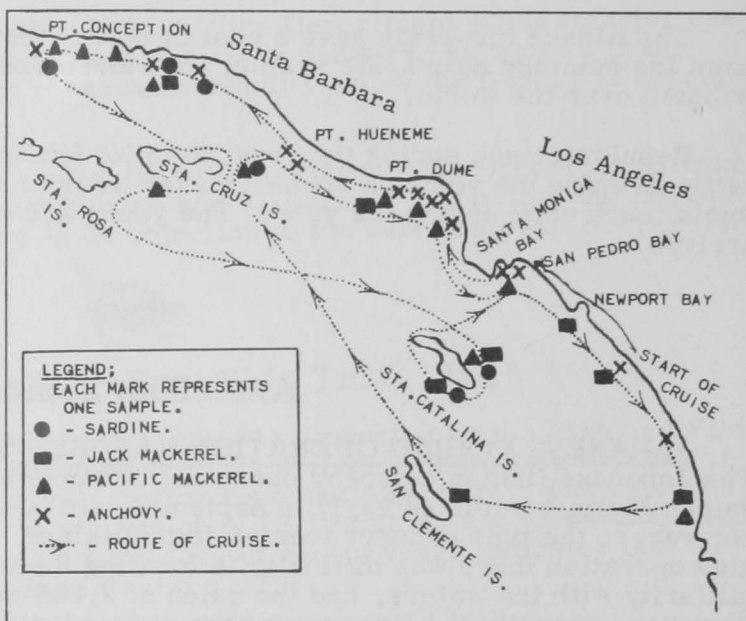 PT. CONCEPTION
Santa Barbara
PT. HUENEME
Los Angeles
PT. DUME
STA. CRUZ IS.
STA. ROSA
IS.
SANTA MONICA
BAY
SAN PEDRO BAY
NEWPORT BAY
START OF
CRUISE
STA. CATALINA IS.
SAN
CLEMENTE IS.
LEGEND;
EACH MARK REPRESENTS
ONE SAMPLE.
- SARDINE.
- JACK MACKEREL.
- PACIFIC MACKEREL.
- ANCHOVY.
- ROUTE OF CRUISE.